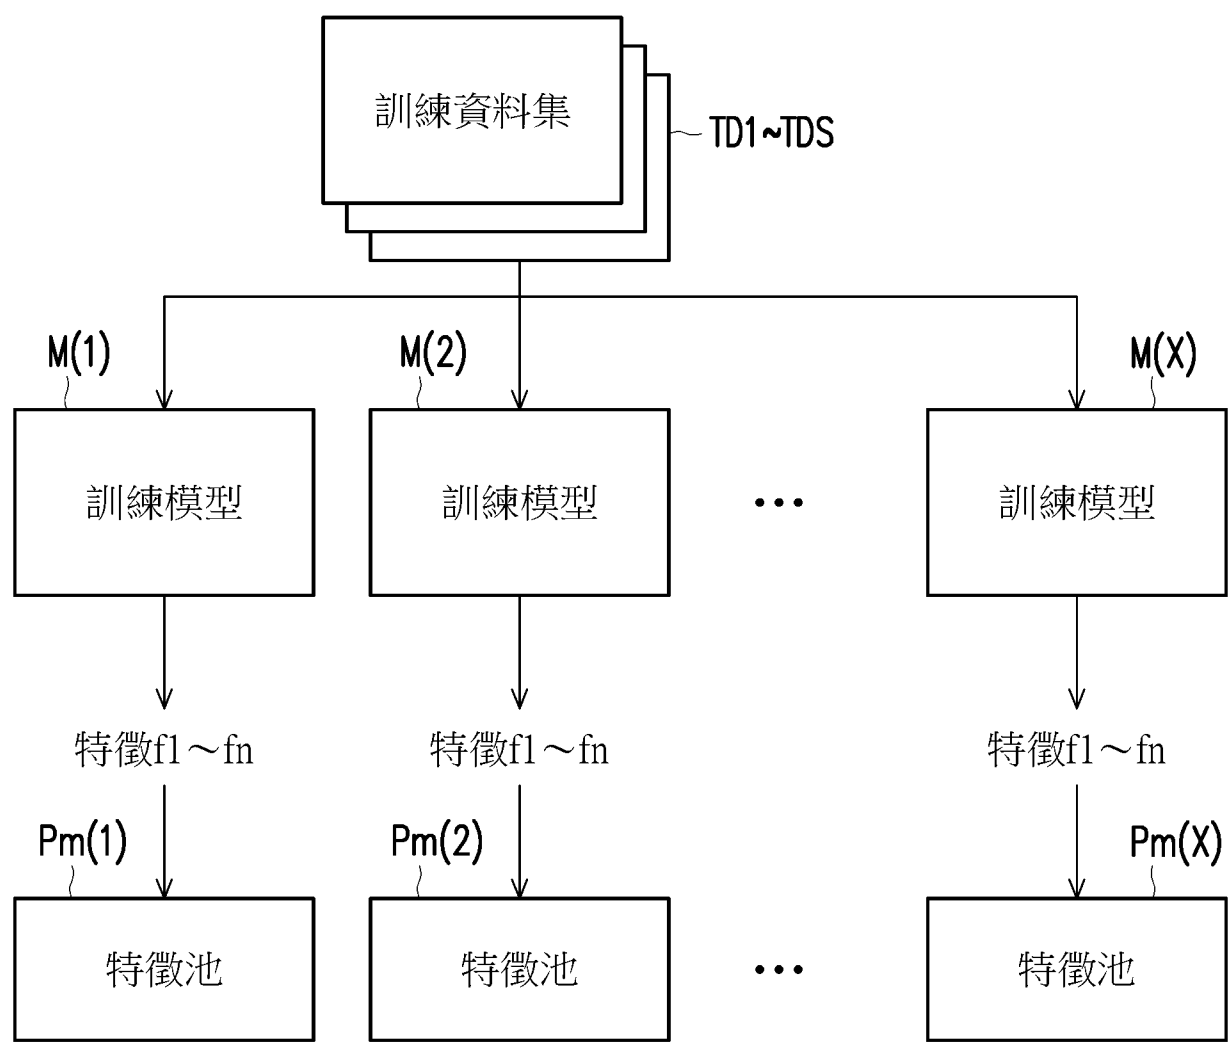 訓練資料集
TD1~TDS
M(1)
M(2)
M(X)
訓練模型
訓練模型
•••
訓練模型
特徵f1～fn
特徵f1～fn
特徵f1～fn
Pm(1)
Pm(2)
Pm(X)
特徵池
特徵池
•••
特徵池